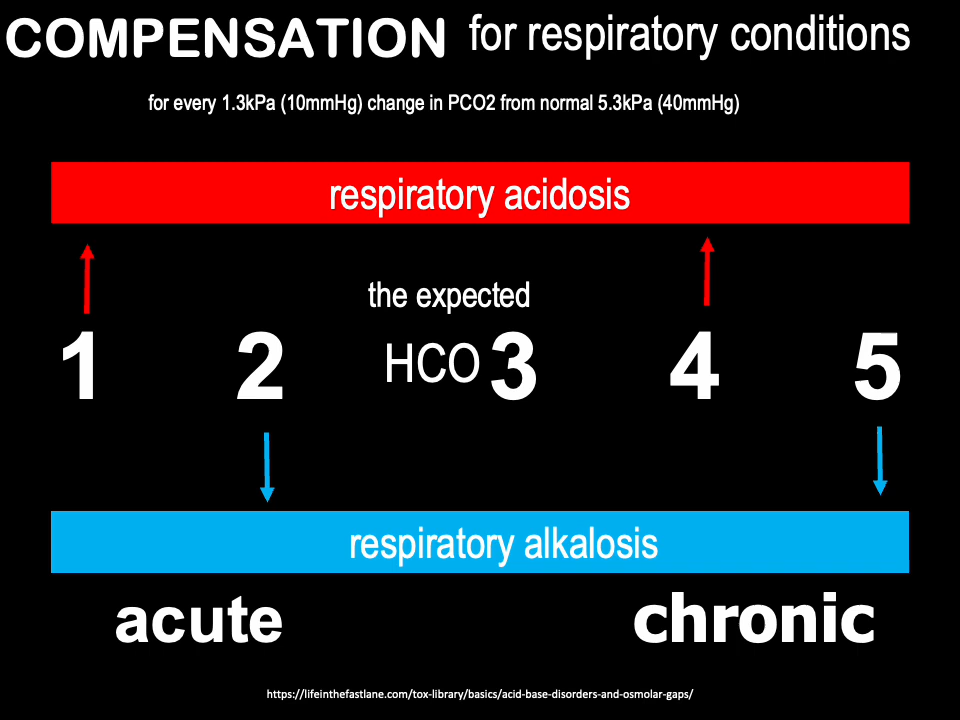 COMPENSATION for respiratory conditions
for every 1.3kPa (10mmHg) change in PCO2 from normal 5.3kPa (40mmHg)
respiratory acidosis
the expected
1 2 HCO 3 4 5
respiratory alkalosis
acute chronic
https://lifeinthefastlane.com/tox-library/basics/acid-base-disorders-and-osmolar-gaps/